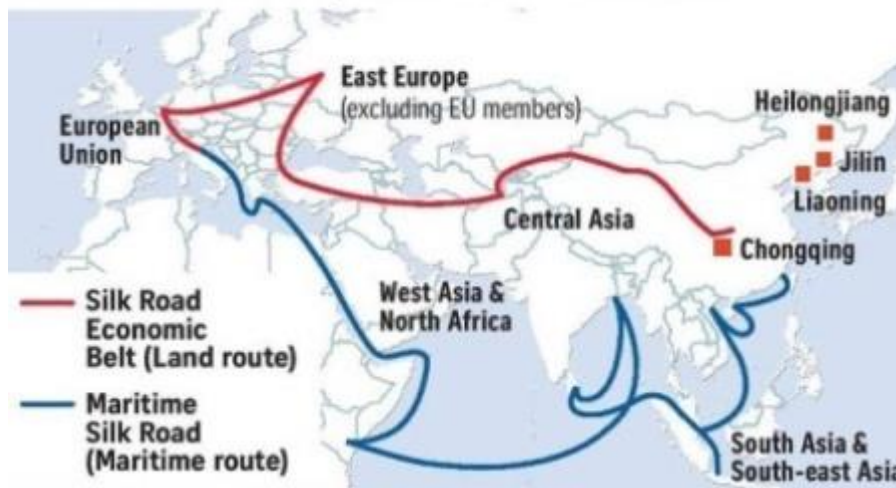 East Europe
(excluding EU members)
European
Union
Heilongjiang
Jilin
Liaoning
Central Asia
Chongqing
West Asia &
North Africa
Silk Road
Economic
Belt (Land route)
Maritime
Silk Road
(Maritime route)
South Asia &
South-east Asia